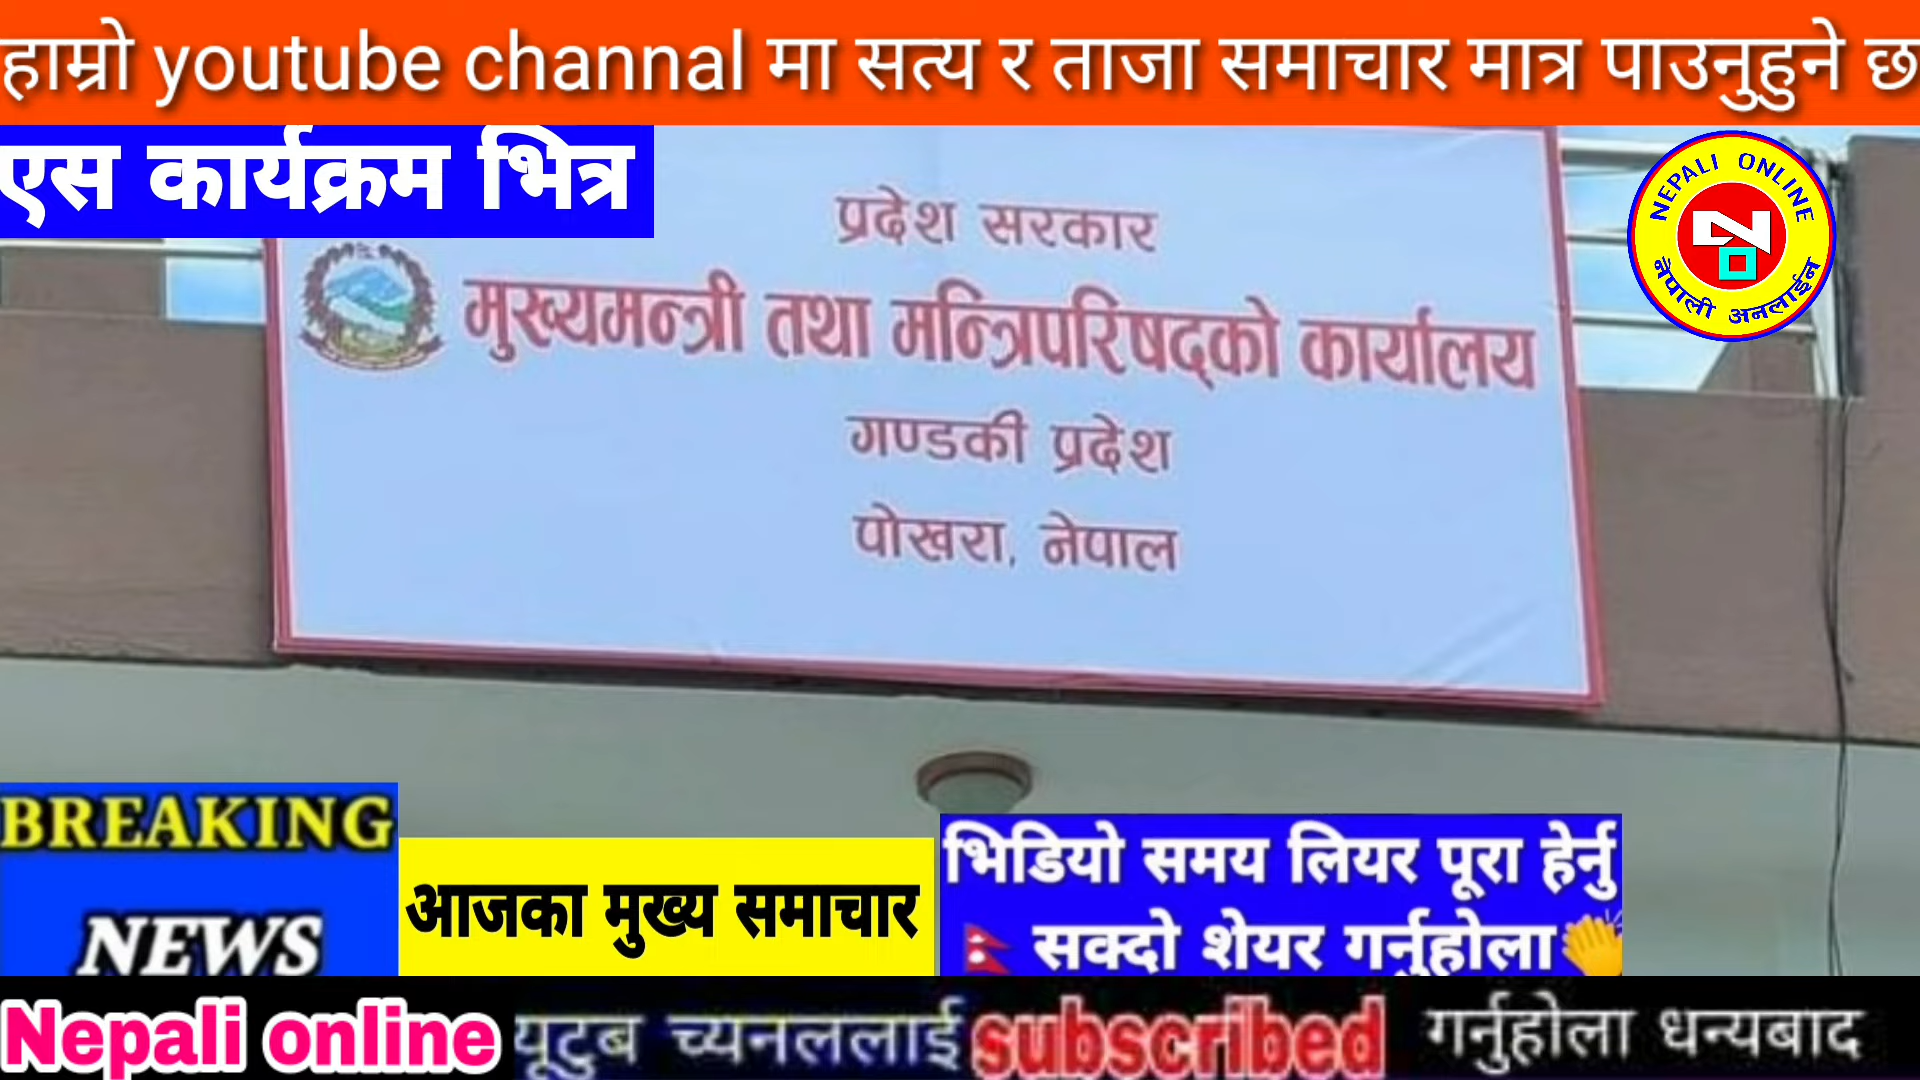 हाम्रो youtube channal मा सत्य र ताजा समाचार मात्र पाउनुहुने छ
एस कार्यक्रम भित्र
NEPALI ONLINE
नेपाली अनलाईन
प्रदेश सरकार
मुख्यमन्त्री तथा मन्त्रिपरिषद्को कार्यालय
गण्डकी प्रदेश
पोखरा, नेपाल
BREAKING
NEWS
आजका मुख्य समाचार
भिडियो समय लियर पूरा हेर्नु
सक्दो शेयर गर्नुहोला
Nepali online यूटुब च्यनललाई subscribed गर्नुहोला धन्यबाद